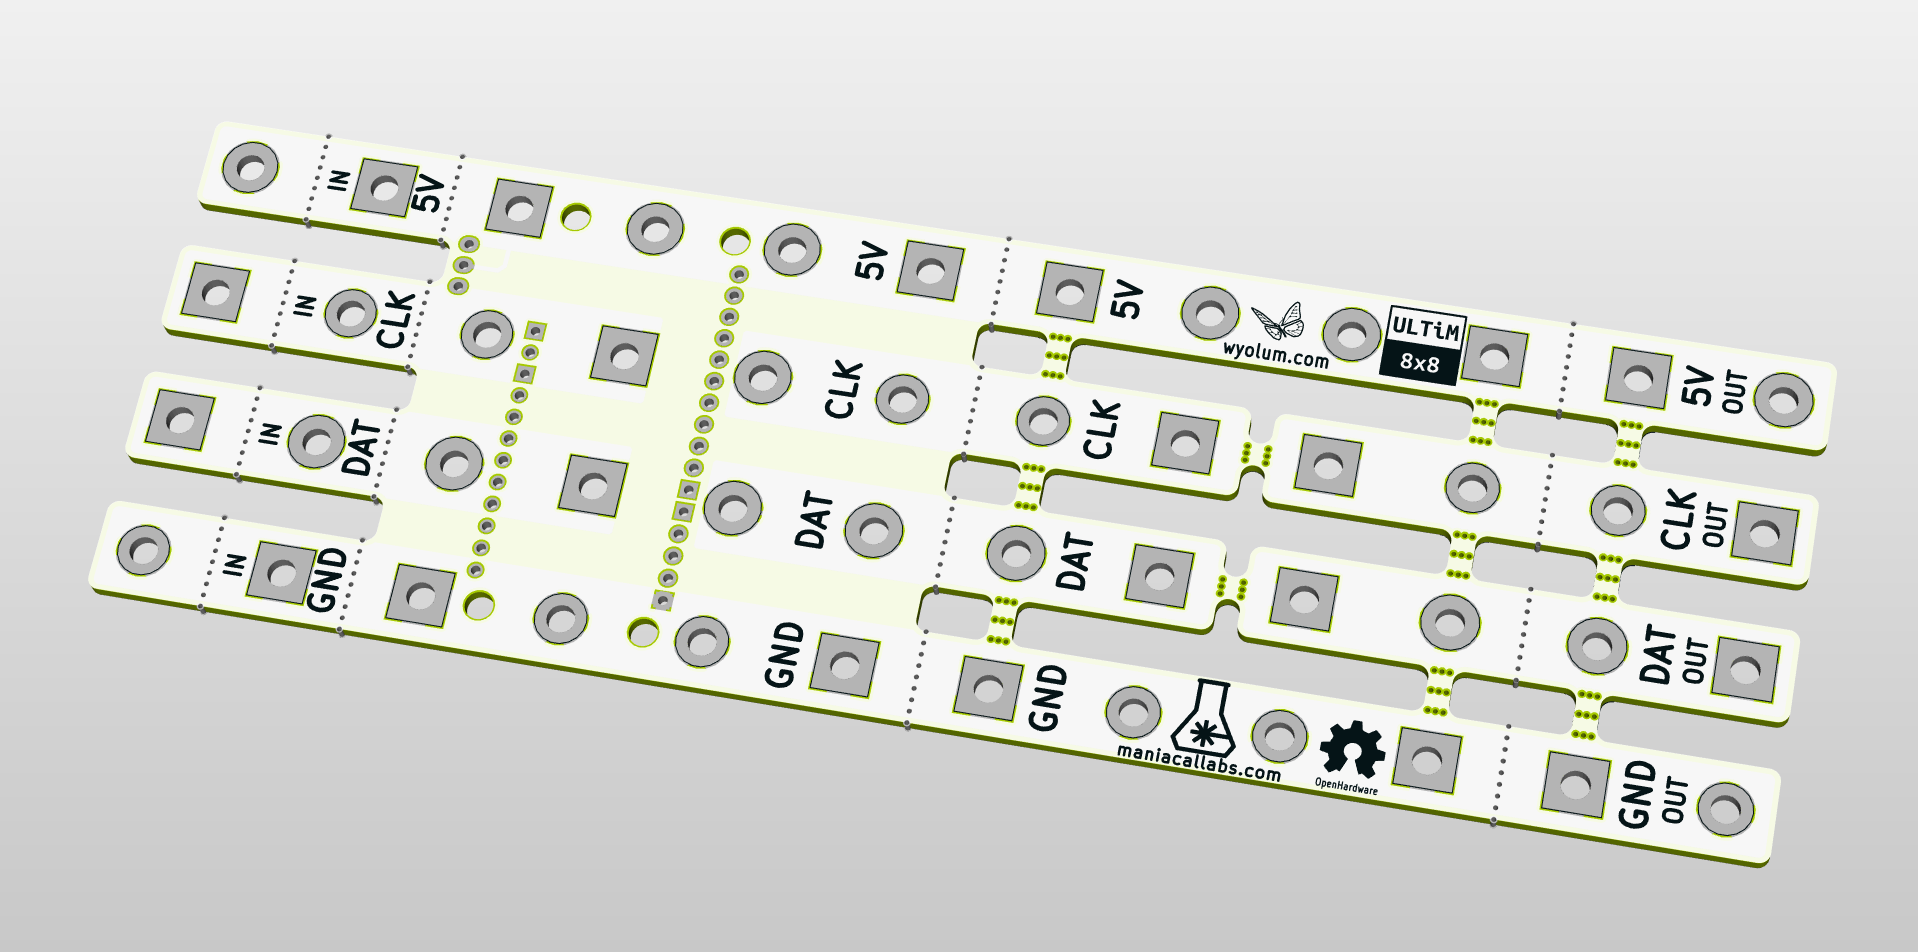 IN
5V
5V
5V
wyolum.com
ULTiM
8x8
5V
OUT
IN
CLK
CLK
CLK
CLK
OUT
IN
DAT
DAT
DAT
DAT
OUT
IN
GND
GND
GND
maniacallabs.com
OpenHardware
GND
OUT